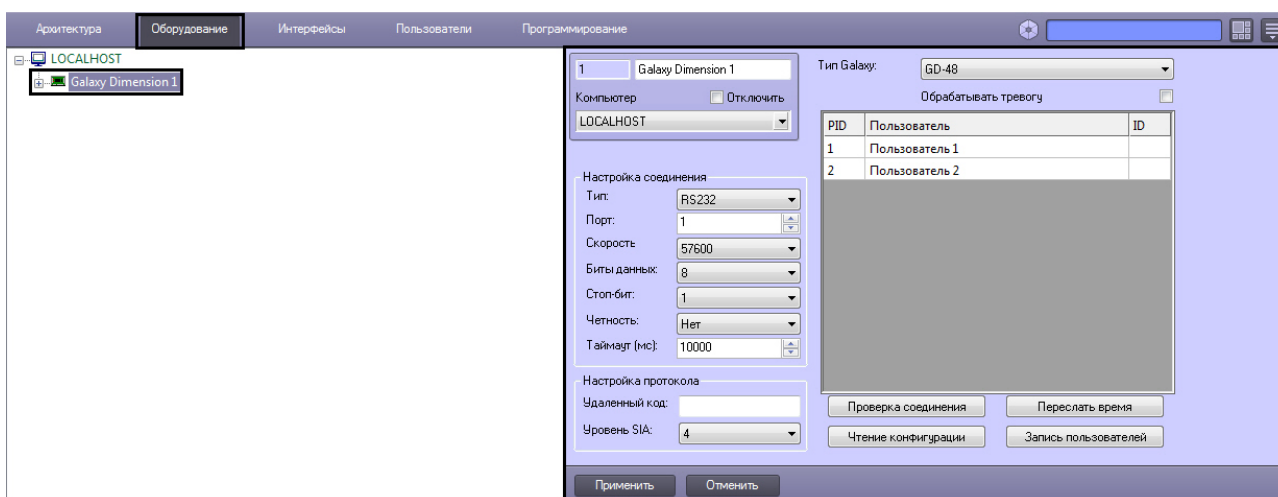 Архитектура Оборудование Интерфейсы Пользователи Программирование
LOCALHOST
Galaxy Dimension 1
1 Galaxy Dimension 1
Компьютер Отключить
LOCALHOST
Настройка соединения
Тип: RS232
Порт: 1
Скорость 57600
Биты данных: 8
Стоп-бит: 1
Четность: Нет
Таймаут (мс): 10000
Настройка протокола
Удаленный код:
Уровень SIA: 4
Тип Galaxy: GD-48
Обрабатывать тревогу
PID Пользователь ID
1 Пользователь 1
2 Пользователь 2
Проверка соединения Переслать время
Чтение конфигурации Запись пользователей
Применить Отменить